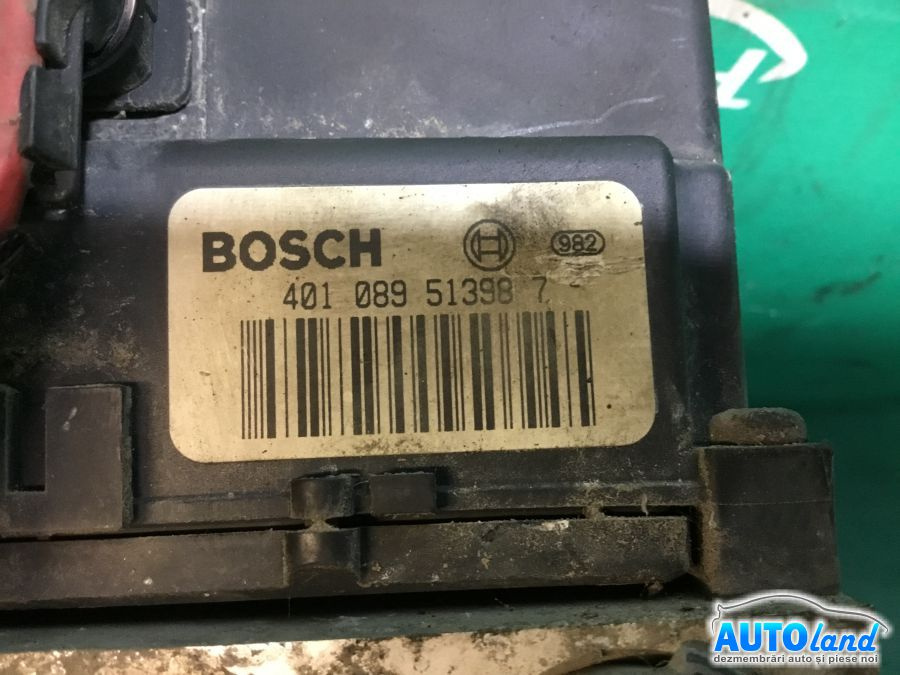 BOSCH 982
401 089 51398 7
AUTOland
dezmembrări auto și piese noi